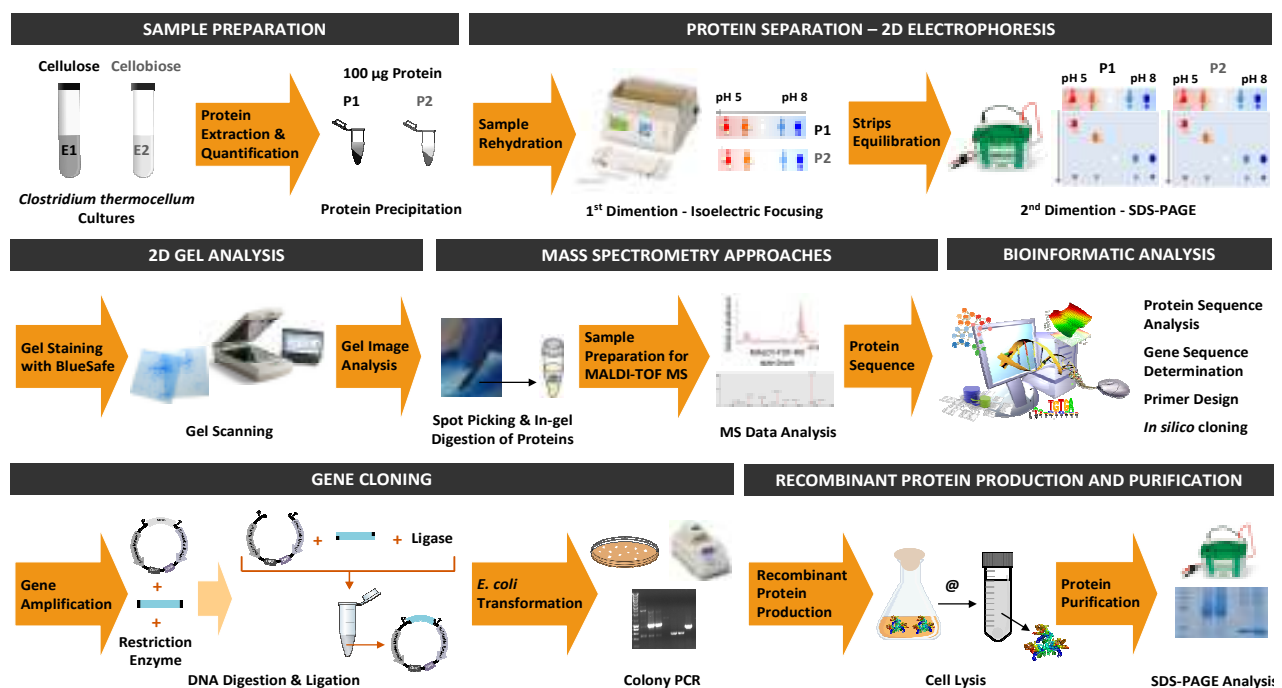 SAMPLE PREPARATION
PROTEIN SEPARATION – 2D ELECTROPHORESIS
Cellulose
Cellobiose
E1
E2
Clostridium thermocellum
Cultures
Protein
Extraction &
Quantification
100 µg Protein
P1
P2
Protein Precipitation
Sample
Rehydration
pH 5
pH 8
P1
P2
1st Dimention - Isoelectric Focusing
Strips
Equilibration
P1
P2
pH 5
pH 8
pH 5
pH 8
2nd Dimention - SDS-PAGE
2D GEL ANALYSIS
MASS SPECTROMETRY APPROACHES
BIOINFORMATIC ANALYSIS
Gel Staining
with BlueSafe
Gel Scanning
Gel Image
Analysis
Spot Picking & In-gel
Digestion of Proteins
Sample
Preparation for
MALDI-TOF MS
MALDI-TOF MS
MS Data Analysis
Protein
Sequence
TGTGA
Protein Sequence
Analysis
Gene Sequence
Determination
Primer Design
In silico cloning
GENE CLONING
RECOMBINANT PROTEIN PRODUCTION AND PURIFICATION
Gene
Amplification
+
+
Restriction
Enzyme
+
+ Ligase
DNA Digestion & Ligation
E. coli
Transformation
Colony PCR
Recombinant
Protein
Production
@
Cell Lysis
Protein
Purification
SDS-PAGE Analysis